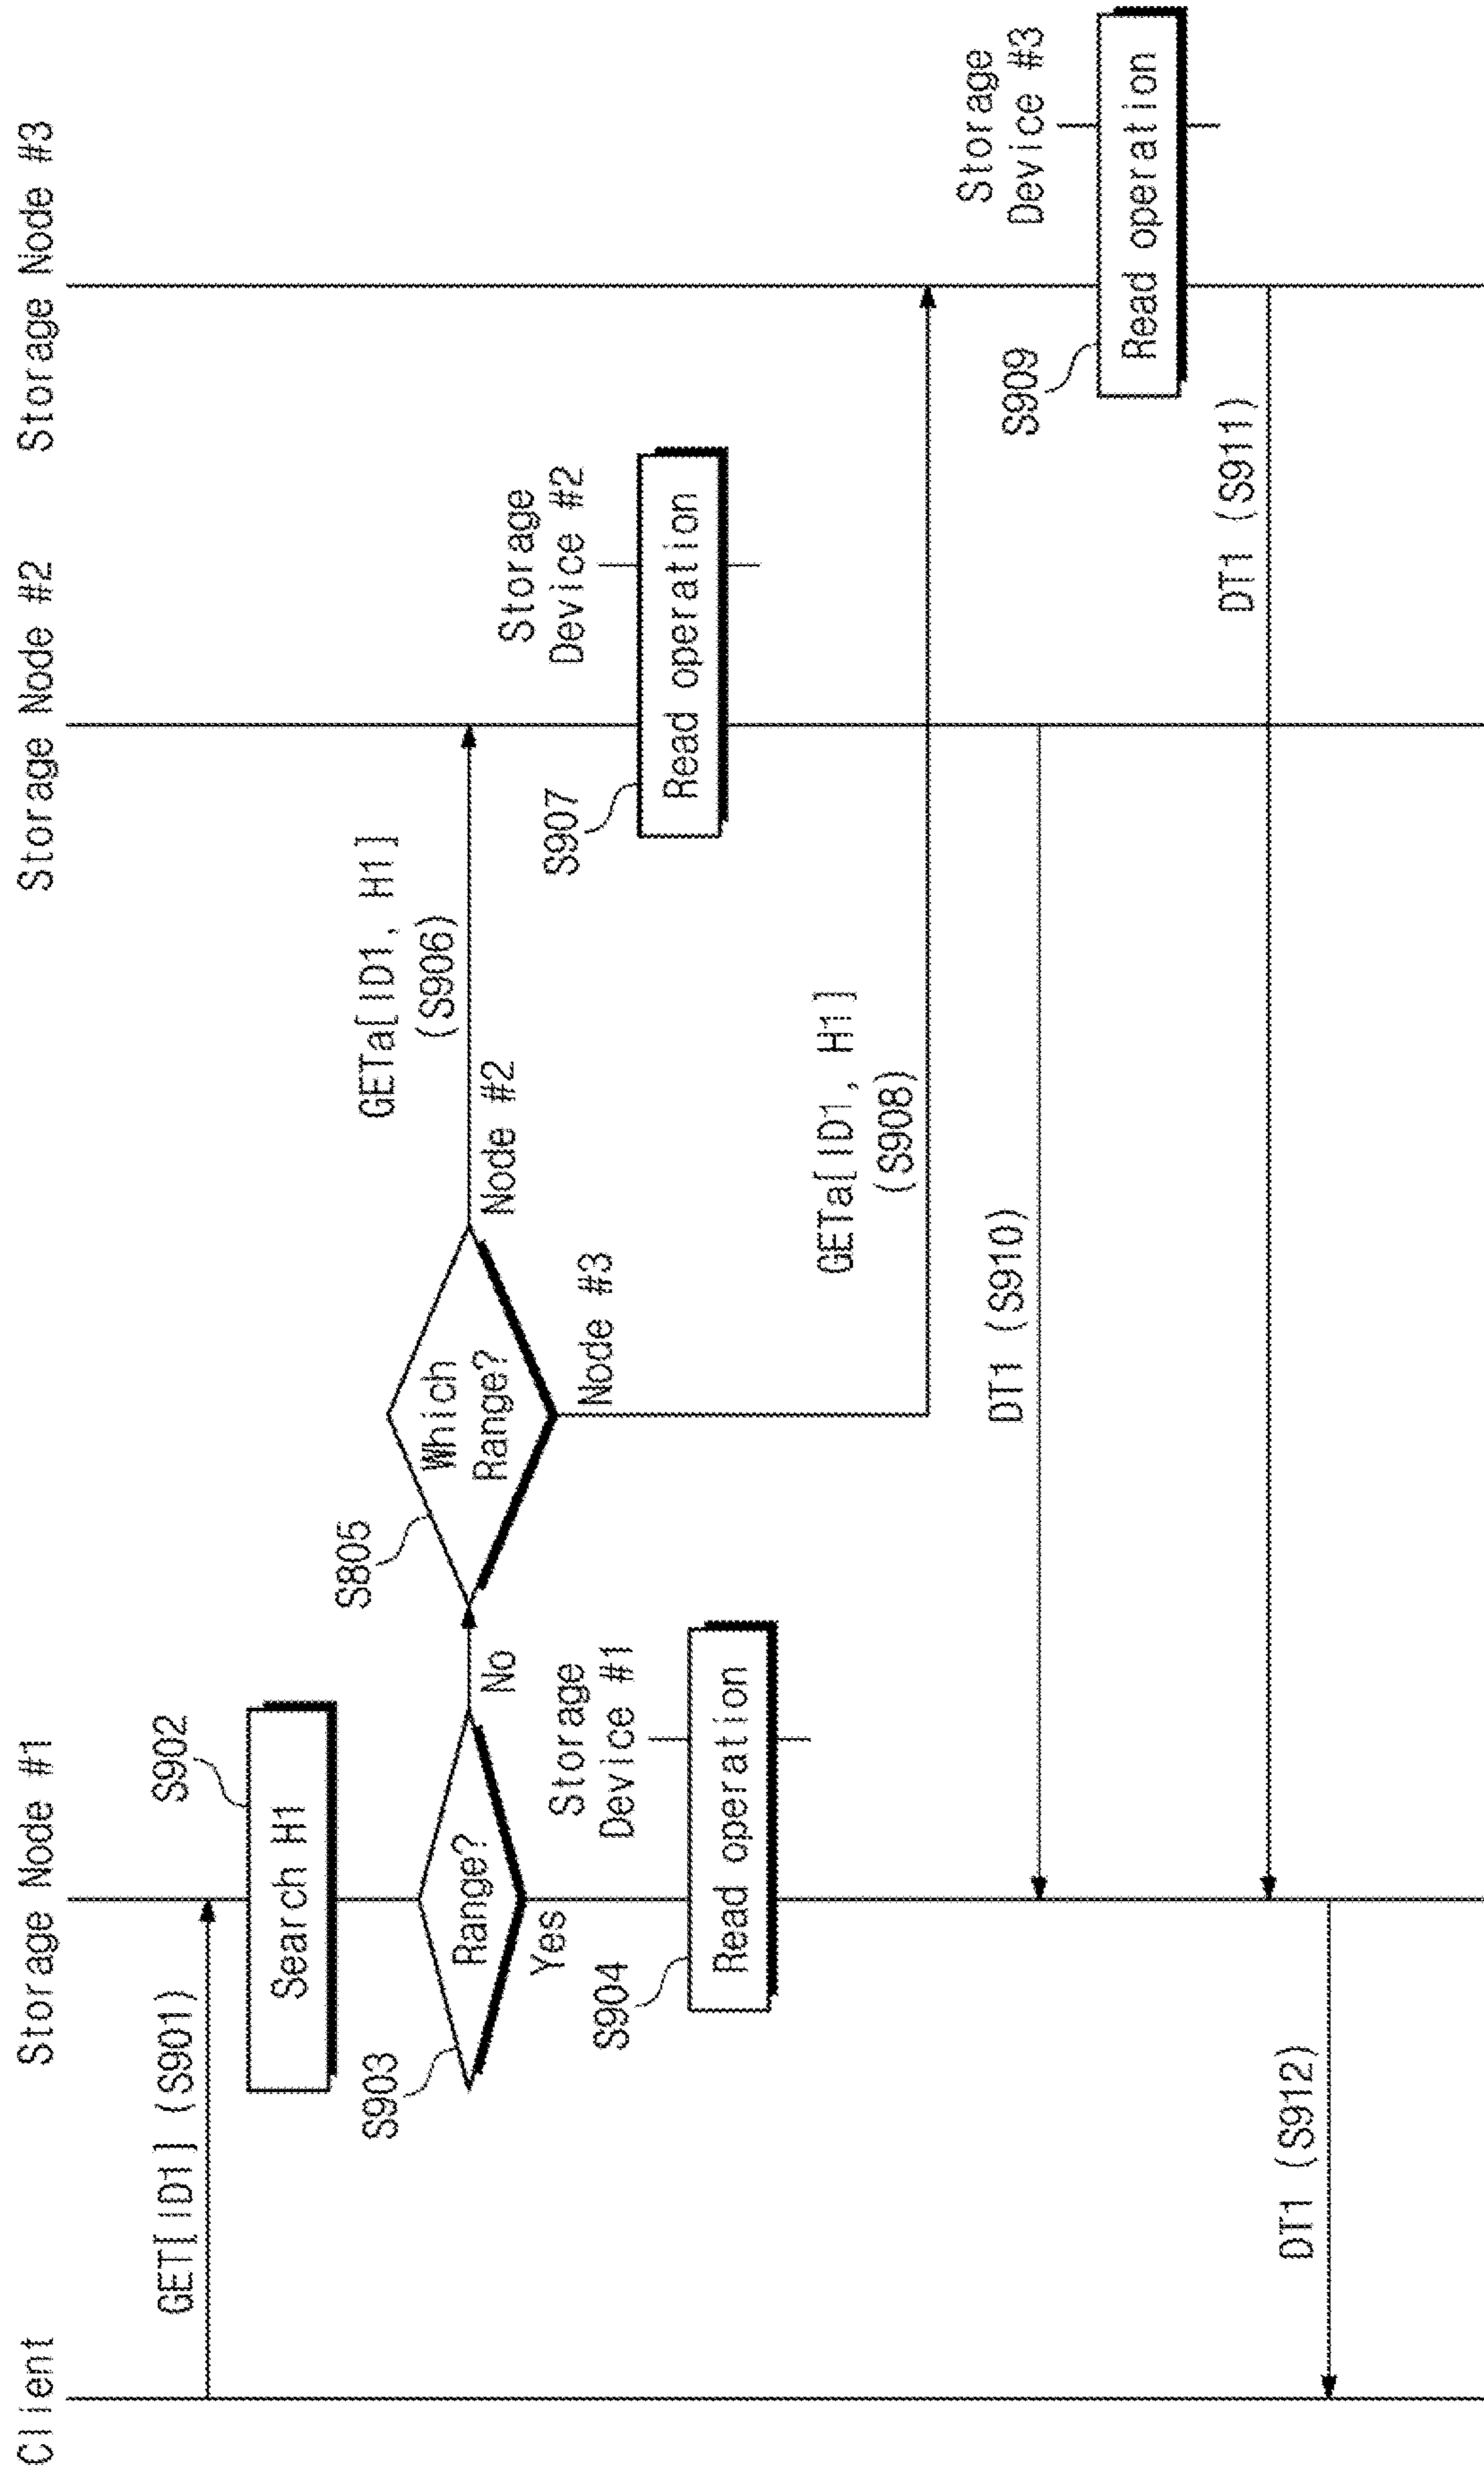 Client
Storage Node #1
Storage Node #2
Storage Node #3
GET[ID1] (S901)
S902
Search H1
S903
Range?
No
Yes
S805
Which
Range?
Node #2
Node #3
GETa[ID1, H1]
(S906)
Storage
Device #1
S904
Read operation
Storage
Device #2
S907
Read operation
GETa[ID1, H1]
(S908)
Storage
Device #3
S909
Read operation
DT1 (S910)
DT1 (S911)
DT1 (S912)